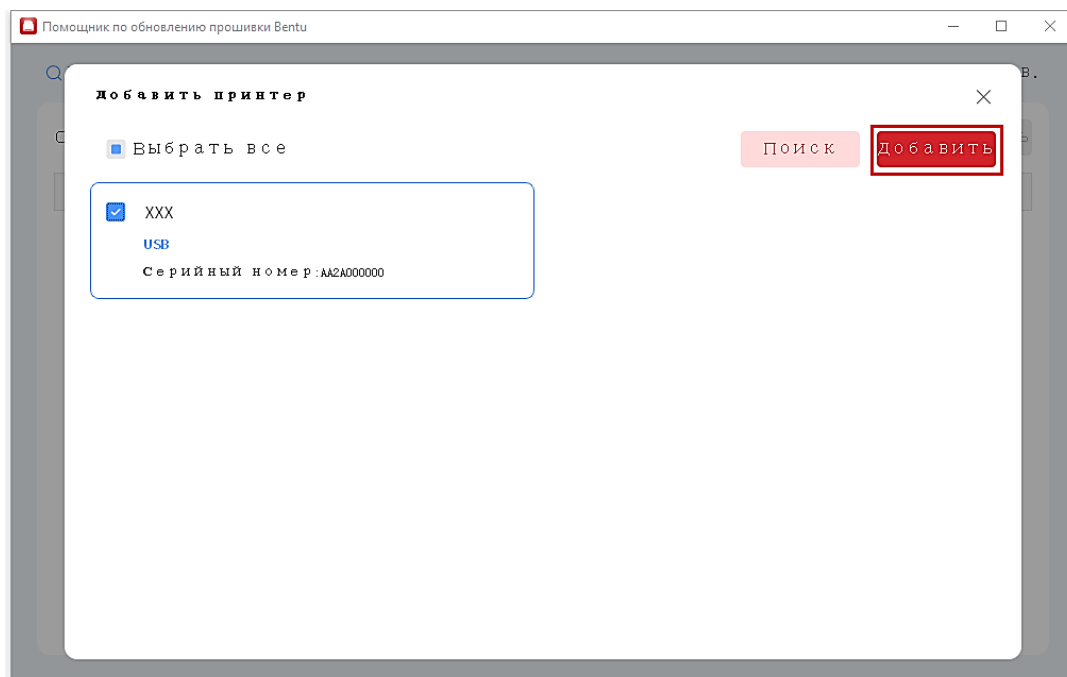 Помощник по обновлению прошивки Bentu
в.
Добавить принтер
Выбрать все
Поиск
Добавить
XXX
USB
Серийный номер:AA2A000000